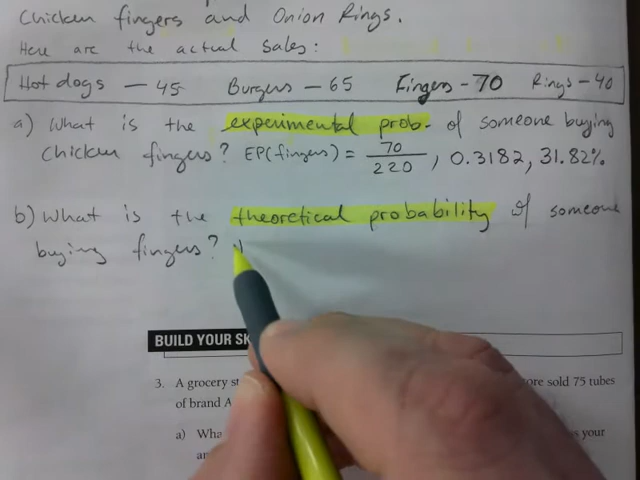 Chicken fingers and Onion Rings.
Here are the actual sales:
Hot dogs — 45 Burgers — 65 Fingers - 70 Rings - 40
a) What is the experimental prob. of someone buying
chicken fingers? EP(fingers) = 70/220, 0.3182, 31.82%
b) What is the theoretical probability of someone
buying fingers?
BUILD YOUR SK
3. A grocery st ore sold 75 tubes
of brand A
a) Wha s your
an